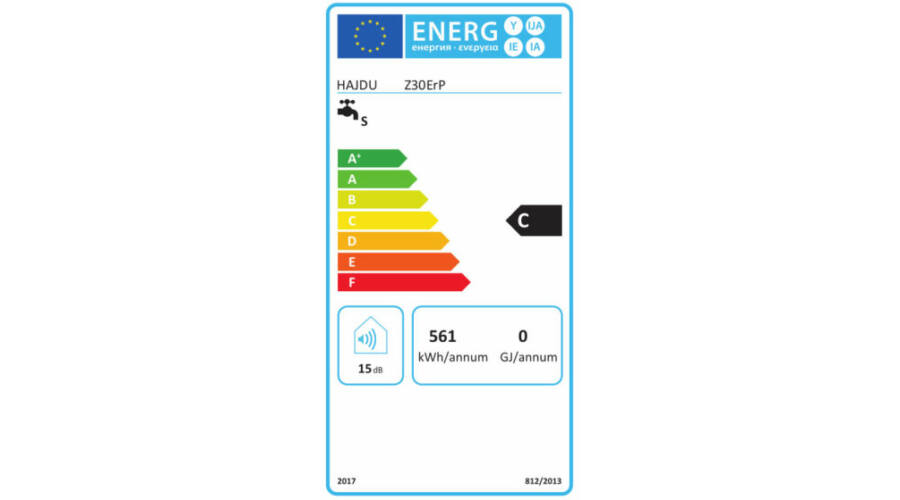 ENERG Y IJA
енергия · ενεργεια IE IA
HAJDU Z30ErP
S
A+
A
B
C
C
D
E
F
561 0
kWh/annum GJ/annum
15 dB
2017 812/2013